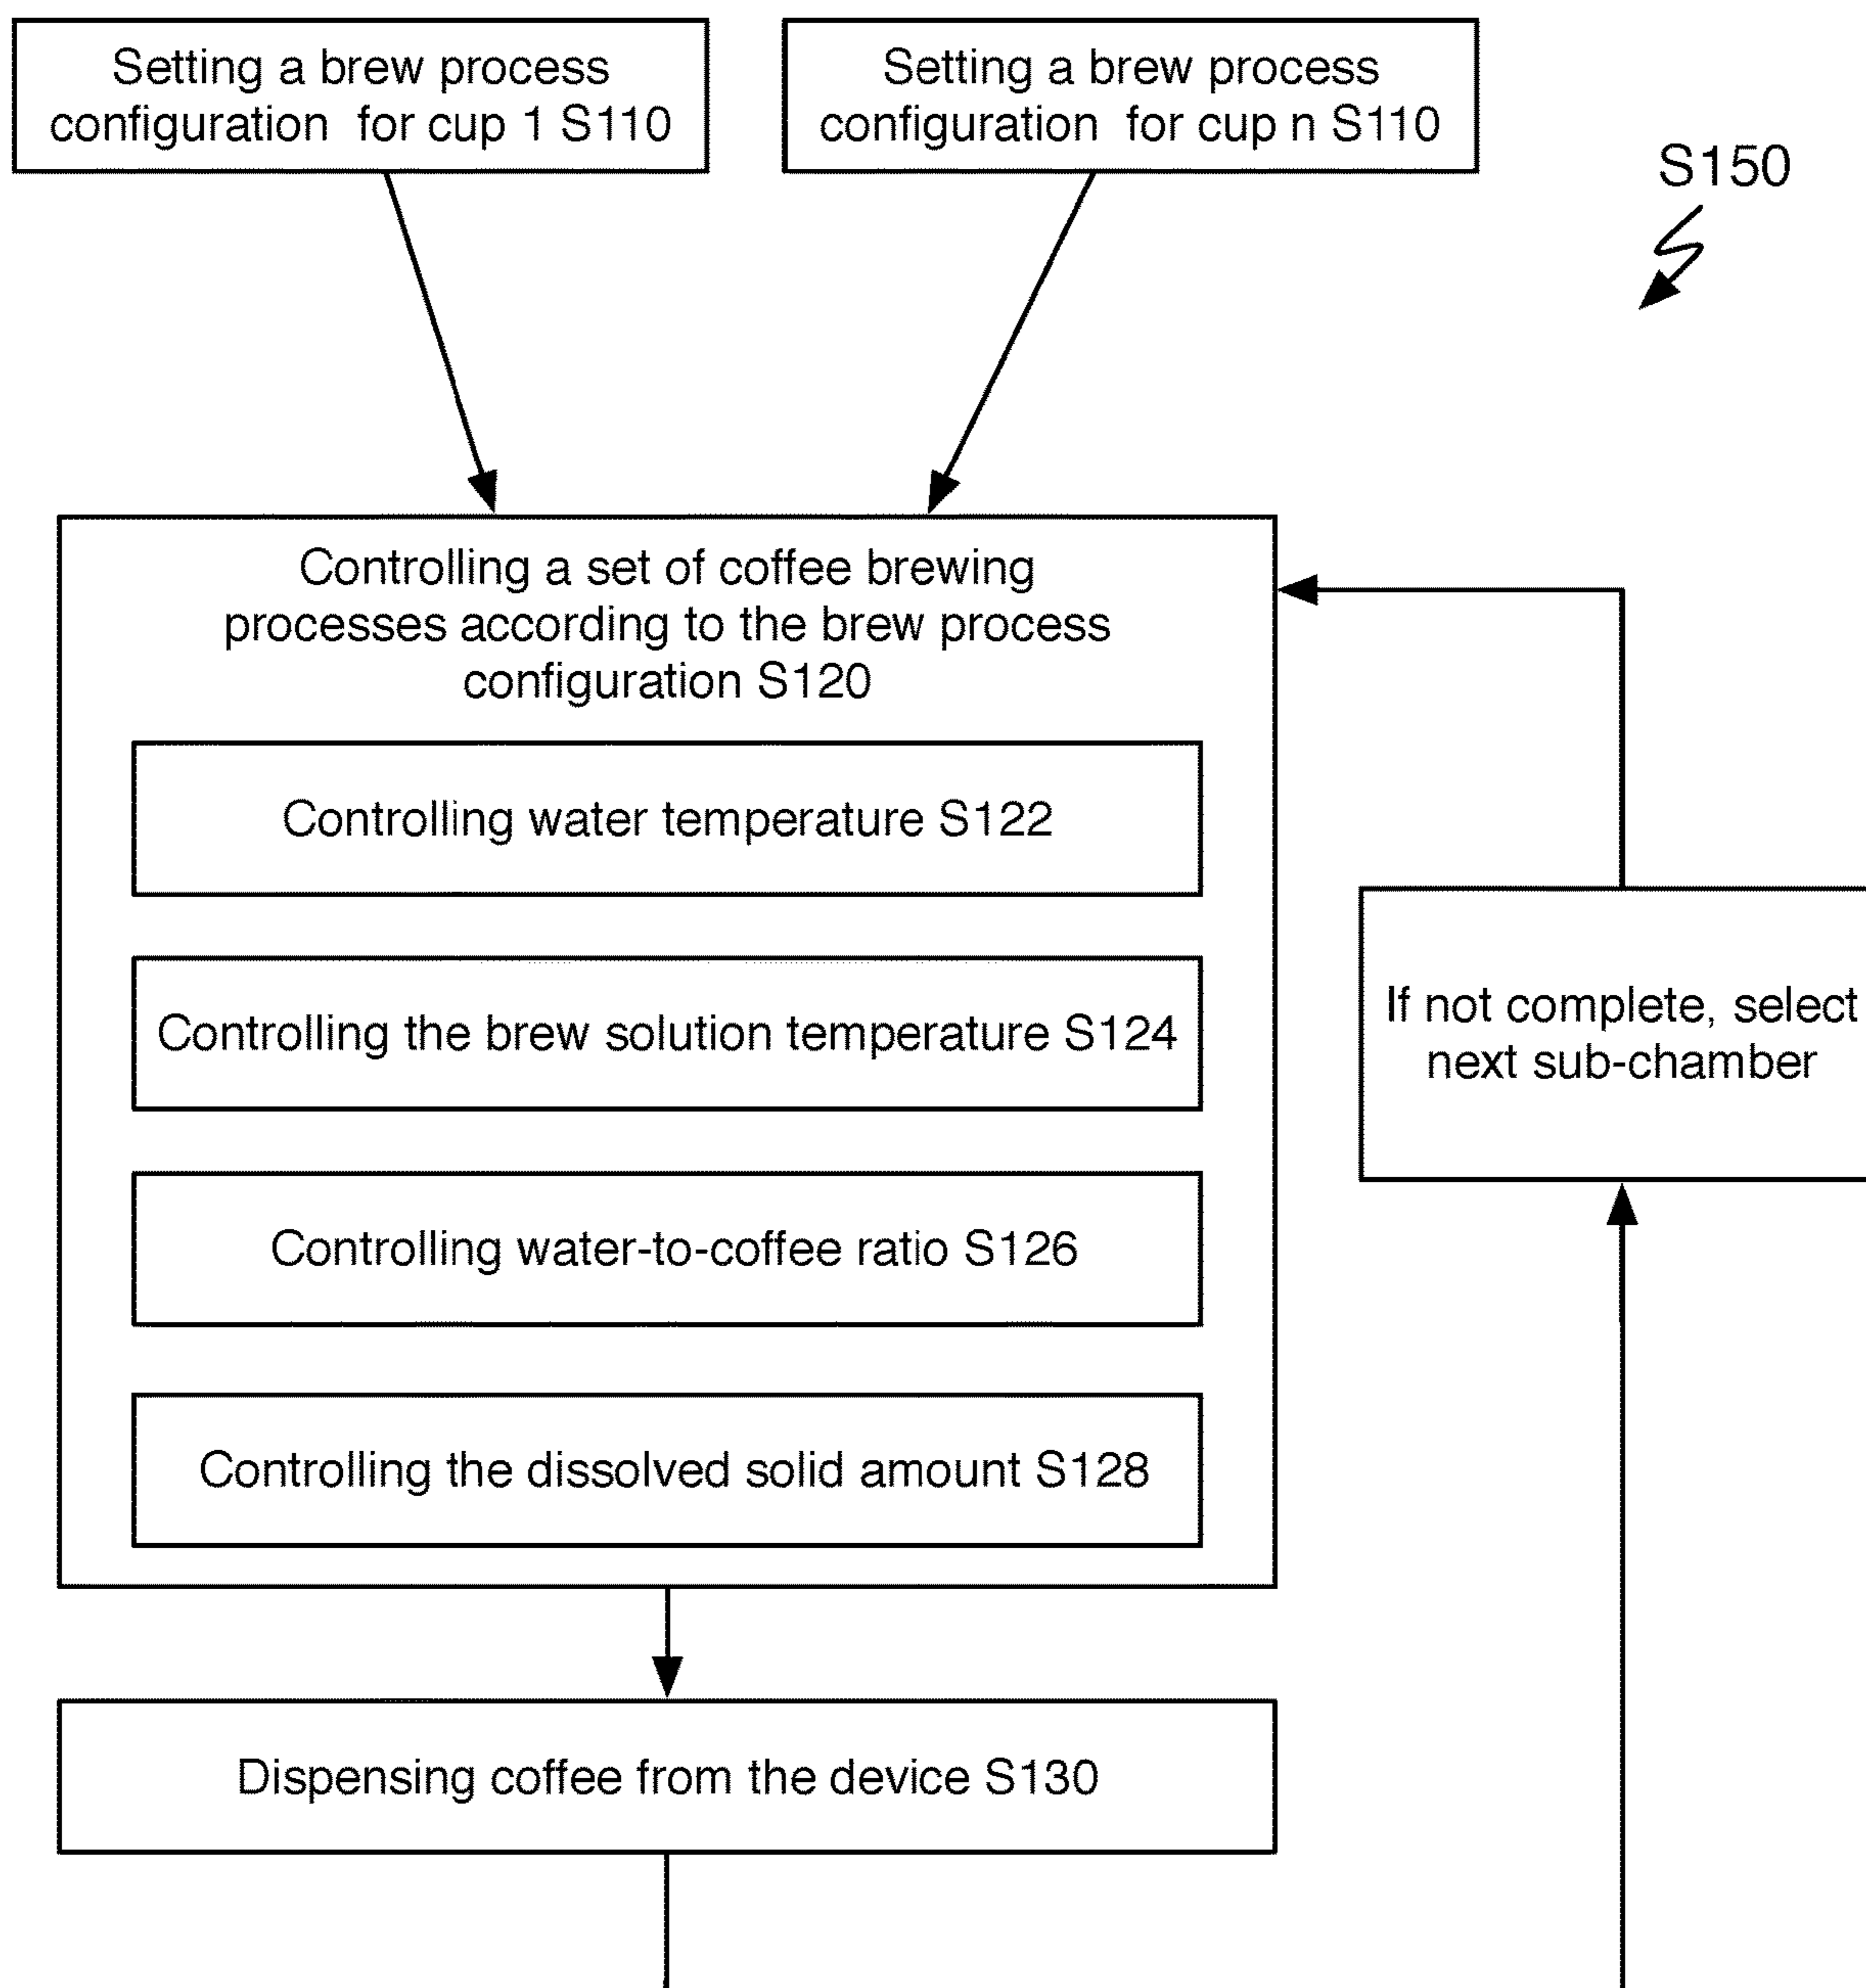 Setting a brew process
configuration  for cup 1 S110
Setting a brew process
configuration  for cup n S110
S150
Controlling a set of coffee brewing
processes according to the brew process
configuration S120
Controlling water temperature S122
Controlling the brew solution temperature S124
If not complete, select
next sub-chamber
Controlling water-to-coffee ratio S126
Controlling the dissolved solid amount S128
Dispensing coffee from the device S130